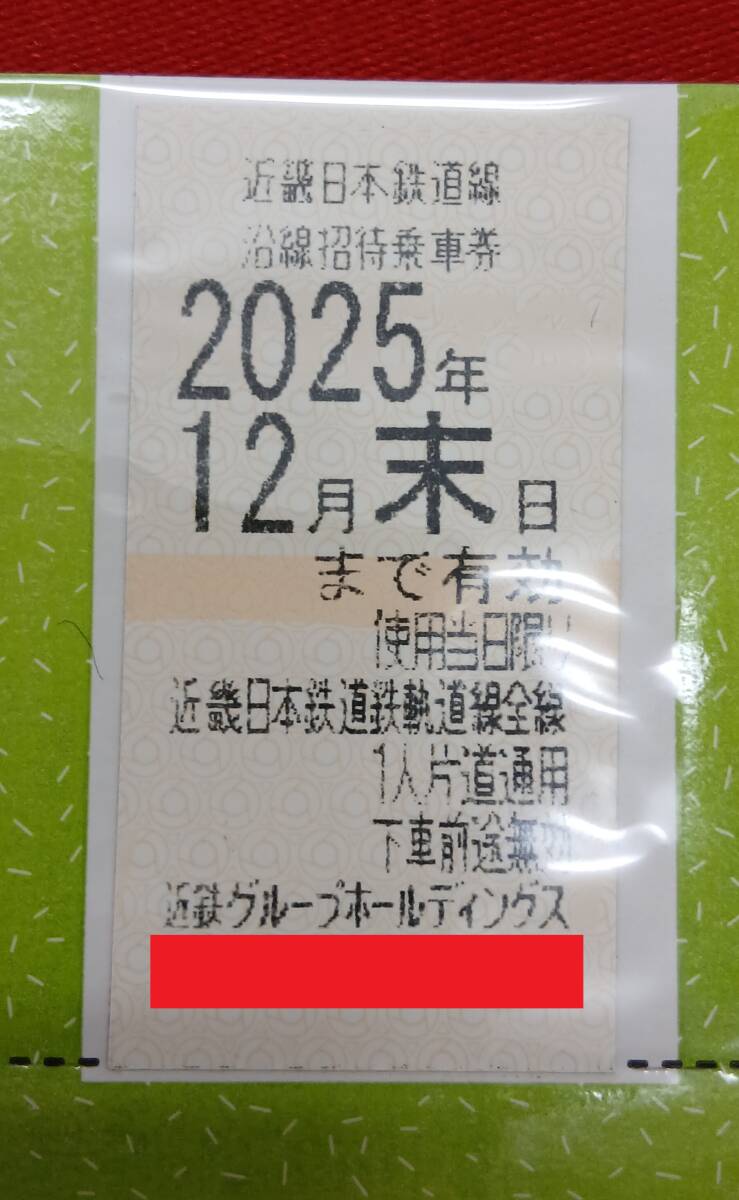 近畿日本鉄道線
沿線招待乗車券
2025年
12月末日
まで有効
使用当日限り
近畿日本鉄道鉄軌道線全線
1人片道通用
下車前途無効
近鉄グループホールディングス